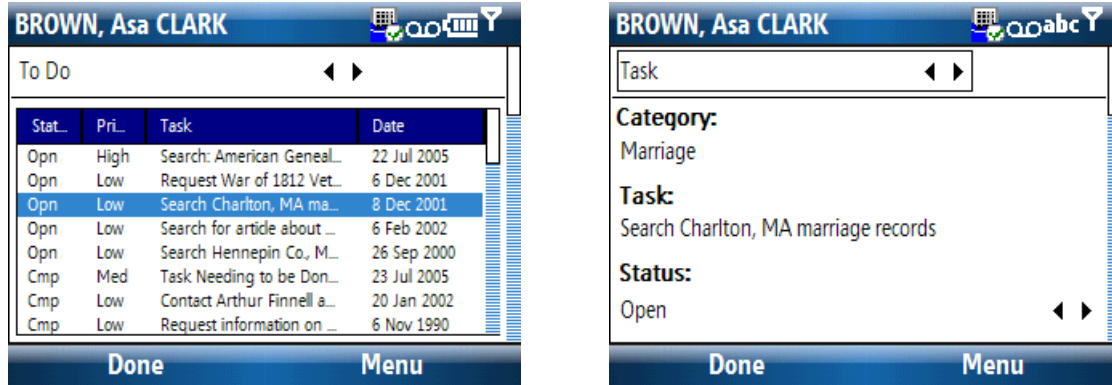 BROWN, Asa CLARK
To Do
Stat... Pri... Task Date
Opn High Search: American Geneal... 22 Jul 2005
Opn Low Request War of 1812 Vet... 6 Dec 2001
Opn Low Search Charlton, MA ma... 8 Dec 2001
Opn Low Search for article about ... 6 Feb 2002
Opn Low Search Hennepin Co., M... 26 Sep 2000
Cmp Med Task Needing to be Don... 23 Jul 2005
Cmp Low Contact Arthur Finnell a... 20 Jan 2002
Cmp Low Request information on ... 6 Nov 1990
Done Menu
BROWN, Asa CLARK abc
Task
Category:
Marriage
Task:
Search Charlton, MA marriage records
Status:
Open
Done Menu